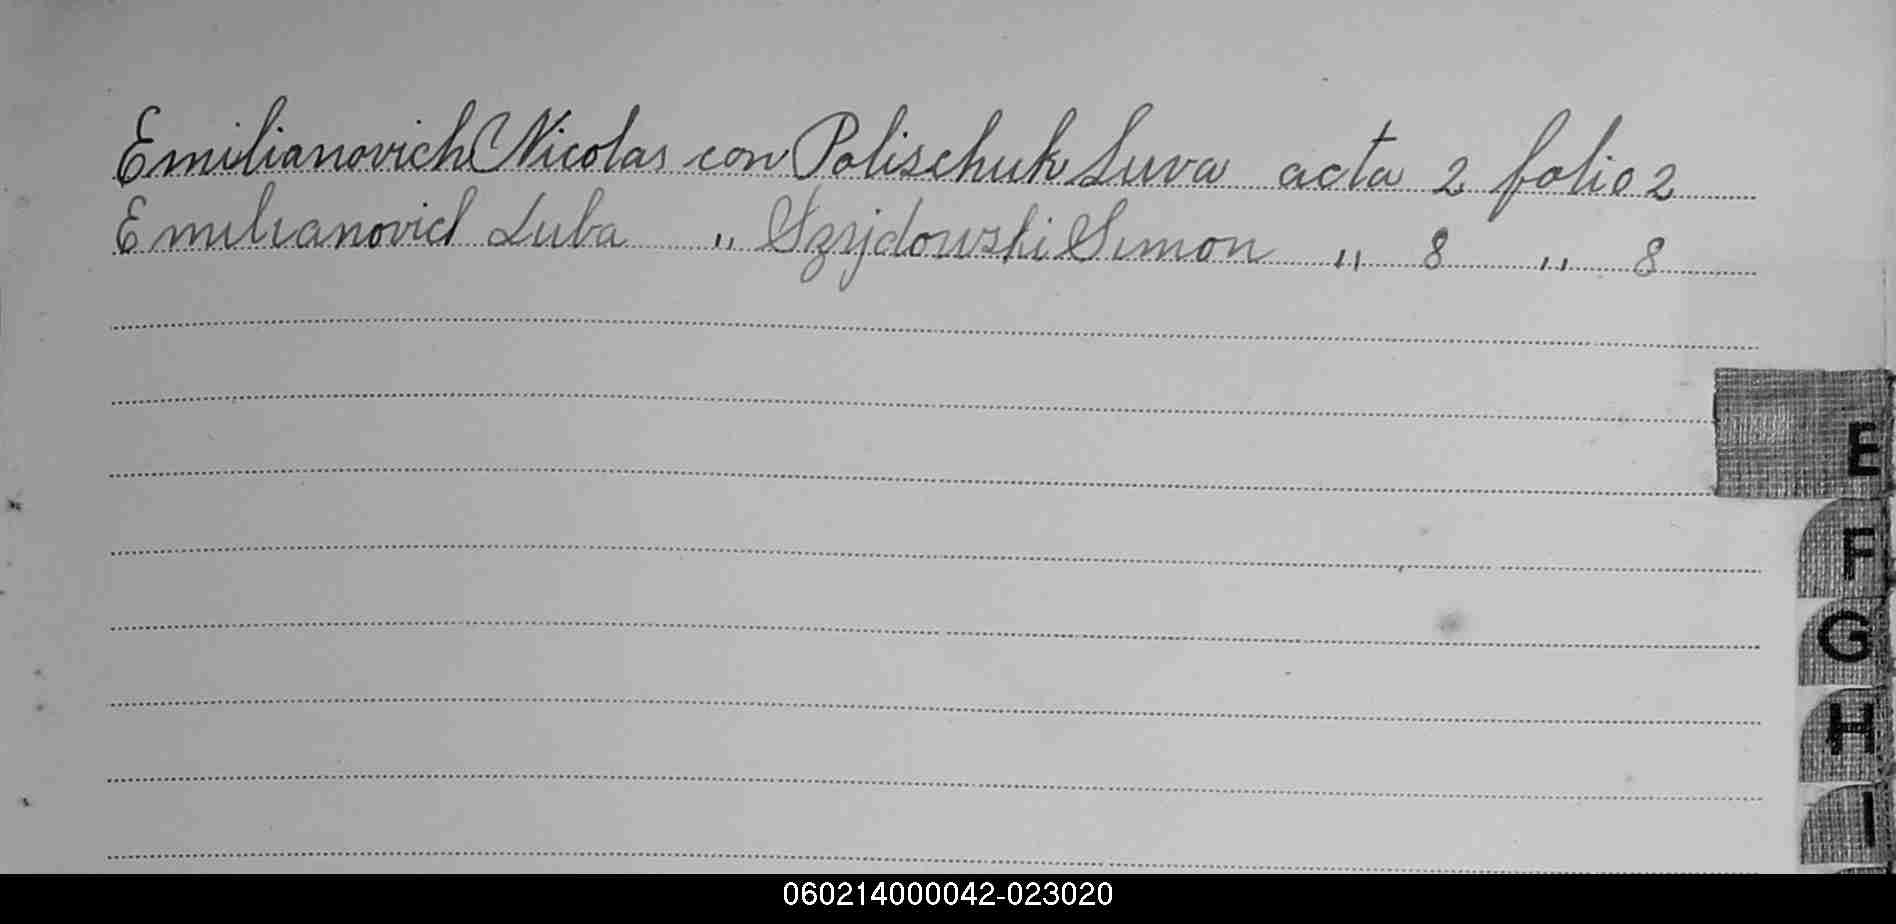 Emilianovich Nicolas con Polischuk Luva acta 2 folio 2
Emilianovich Luba " Szyjdowski Simon " 8 " 8
E
F
G
H
I
060214000042-023020